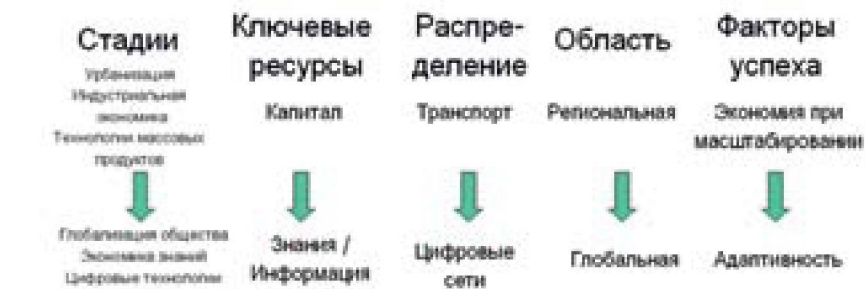 Стадии
Урбанизация
Индустриальная
экономика
Технологии массовых
продуктов
Глобализация общества
Экономика знаний
Цифровые технологии
Ключевые
ресурсы
Капитал
Знания /
Информация
Распре-
деление
Транспорт
Цифровые
сети
Область
Региональная
Глобальная
Факторы
успеха
Экономия при
масштабировании
Адаптивность